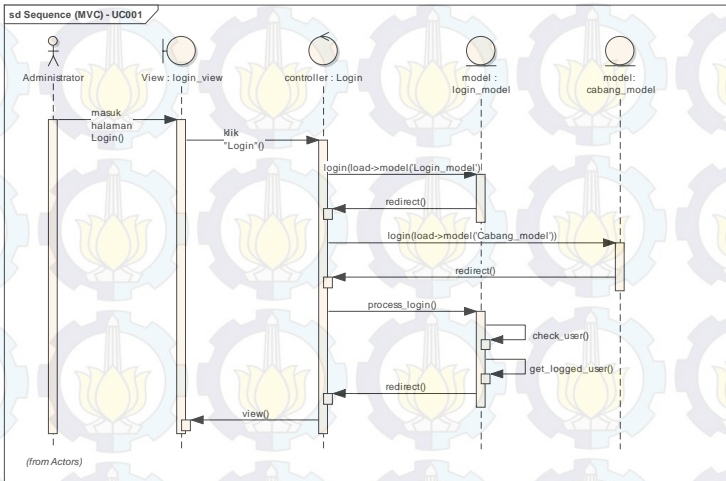 sd Sequence (MVC) - UC001
Administrator
View : login_view
controller : Login
model :
login_model
model:
cabang_model
masuk
halaman
Login()
klik
"Login"()
login(load->model('Login_model')
redirect()
login(load->model('Cabang_model'))
redirect()
process_login()
check_user()
get_logged_user()
redirect()
view()
(from Actors)